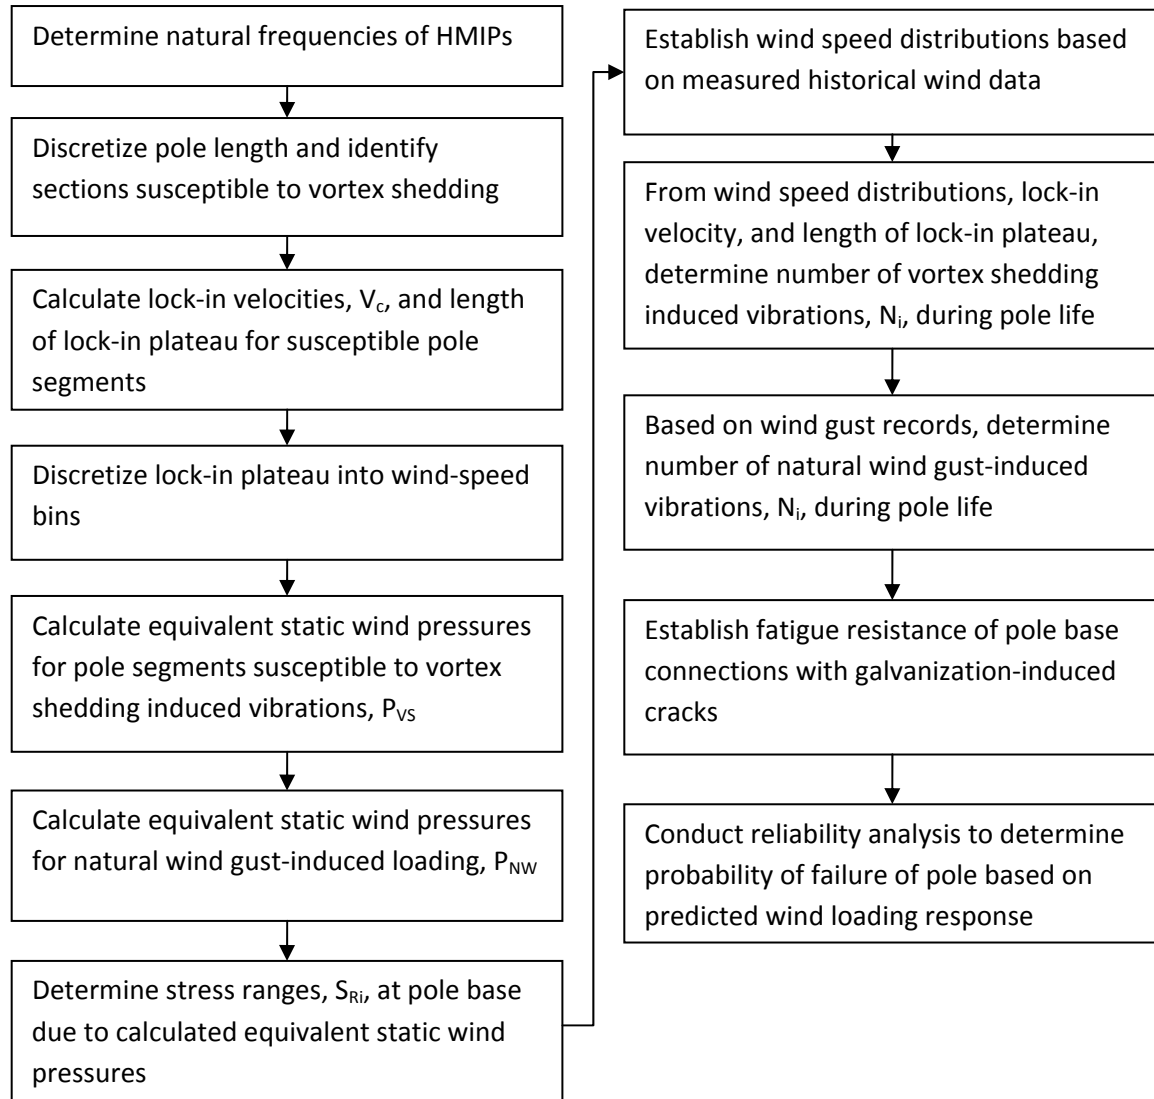 Determine natural frequencies of HMIPs
Discretize pole length and identify
sections susceptible to vortex shedding
Calculate lock-in velocities, Vc, and length
of lock-in plateau for susceptible pole
segments
Discretize lock-in plateau into wind-speed
bins
Calculate equivalent static wind pressures
for pole segments susceptible to vortex
shedding induced vibrations, PVS
Calculate equivalent static wind pressures
for natural wind gust-induced loading, PNW
Determine stress ranges, SRi, at pole base
due to calculated equivalent static wind
pressures
Establish wind speed distributions based
on measured historical wind data
From wind speed distributions, lock-in
velocity, and length of lock-in plateau,
determine number of vortex shedding
induced vibrations, Ni, during pole life
Based on wind gust records, determine
number of natural wind gust-induced
vibrations, Ni, during pole life
Establish fatigue resistance of pole base
connections with galvanization-induced
cracks
Conduct reliability analysis to determine
probability of failure of pole based on
predicted wind loading response